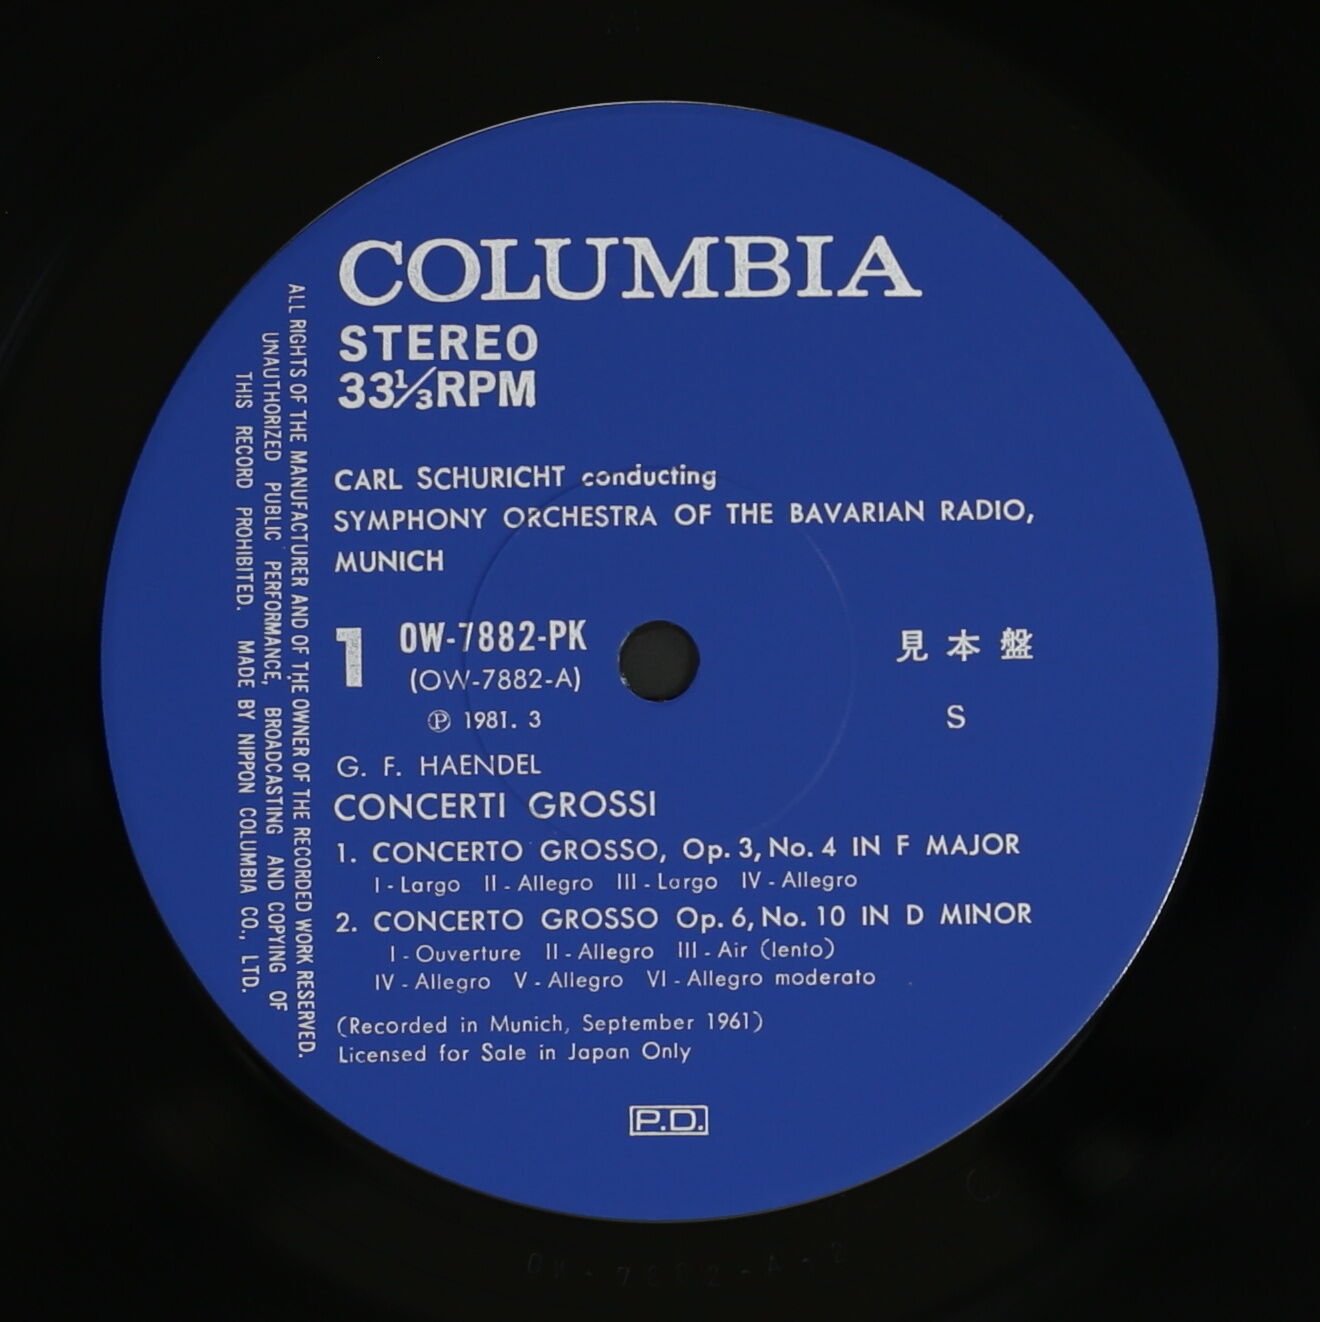 COLUMBIA
STEREO
33⅓RPM
CARL SCHURICHT conducting
SYMPHONY ORCHESTRA OF THE BAVARIAN RADIO,
MUNICH
1 OW-7882-PK
(OW-7882-A)
Ⓟ 1981. 3
見本盤
S
G. F. HAENDEL
CONCERTI GROSSI
1. CONCERTO GROSSO, Op. 3, No. 4 IN F MAJOR
I - Largo II - Allegro III - Largo IV - Allegro
2. CONCERTO GROSSO Op. 6, No. 10 IN D MINOR
I - Ouverture II - Allegro III - Air (lento)
IV - Allegro V - Allegro VI - Allegro moderato
(Recorded in Munich, September 1961)
Licensed for Sale in Japan Only
P.D.
ALL RIGHTS OF THE MANUFACTURER AND OF THE OWNER OF THE RECORDED WORK RESERVED.
UNAUTHORIZED PUBLIC PERFORMANCE, BROADCASTING AND COPYING OF
THIS RECORD PROHIBITED. MADE BY NIPPON COLUMBIA CO., LTD.
OW-7882-A-2